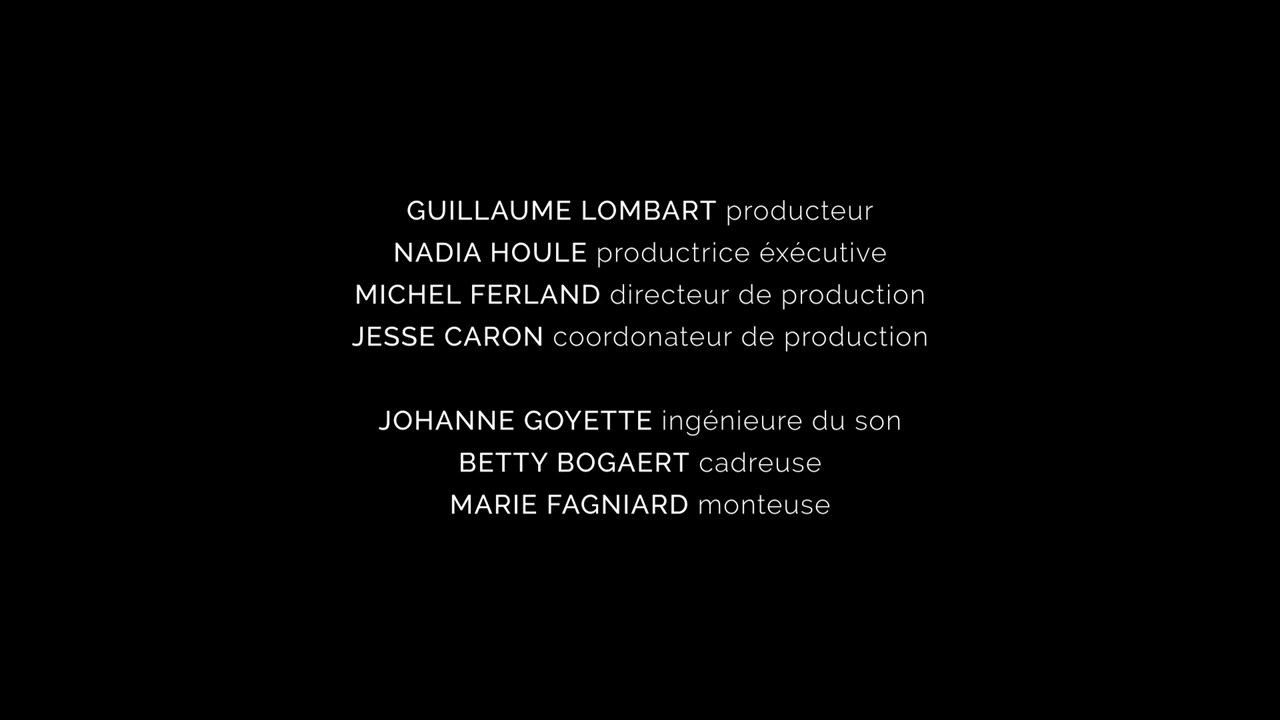 GUILLAUME LOMBART producteur
NADIA HOULE productrice éxécutive
MICHEL FERLAND directeur de production
JESSE CARON coordonateur de production
JOHANNE GOYETTE ingénieure du son
BETTY BOGAERT cadreuse
MARIE FAGNIARD monteuse